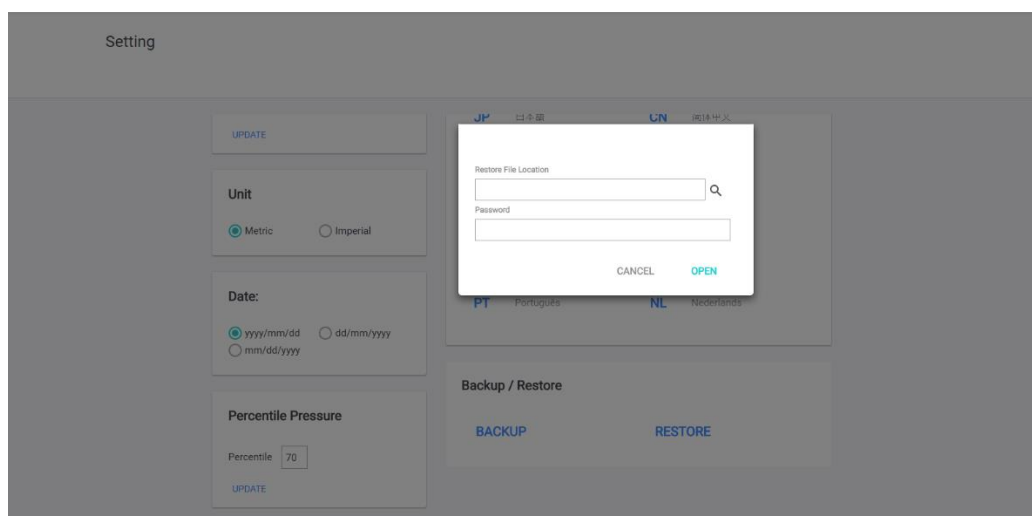 Setting
UPDATE
Unit
Metric
Imperial
Date:
yyyy/mm/dd
dd/mm/yyyy
mm/dd/yyyy
Percentile Pressure
Percentile 70
UPDATE
JP
CN
Restore File Location
Password
CANCEL OPEN
PT Português
NL Nederlands
Backup / Restore
BACKUP RESTORE